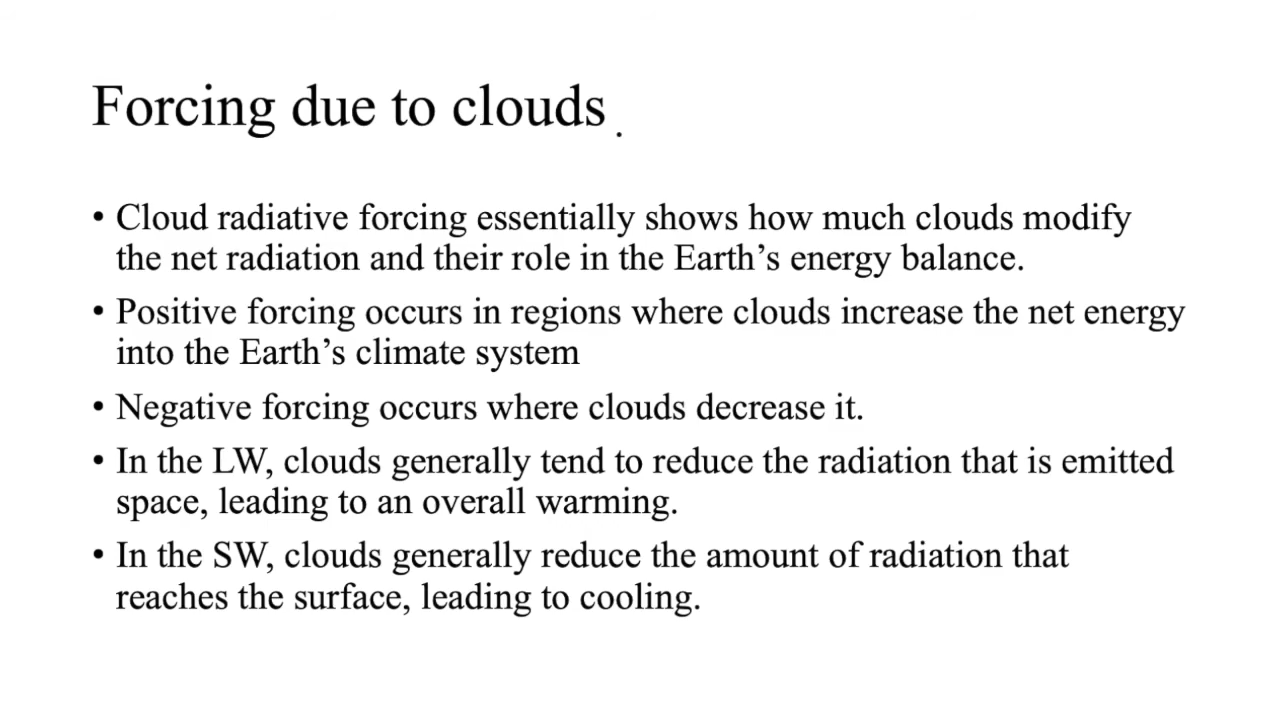 Forcing due to clouds .
• Cloud radiative forcing essentially shows how much clouds modify
the net radiation and their role in the Earth’s energy balance.
• Positive forcing occurs in regions where clouds increase the net energy
into the Earth’s climate system
• Negative forcing occurs where clouds decrease it.
• In the LW, clouds generally tend to reduce the radiation that is emitted
space, leading to an overall warming.
• In the SW, clouds generally reduce the amount of radiation that
reaches the surface, leading to cooling.